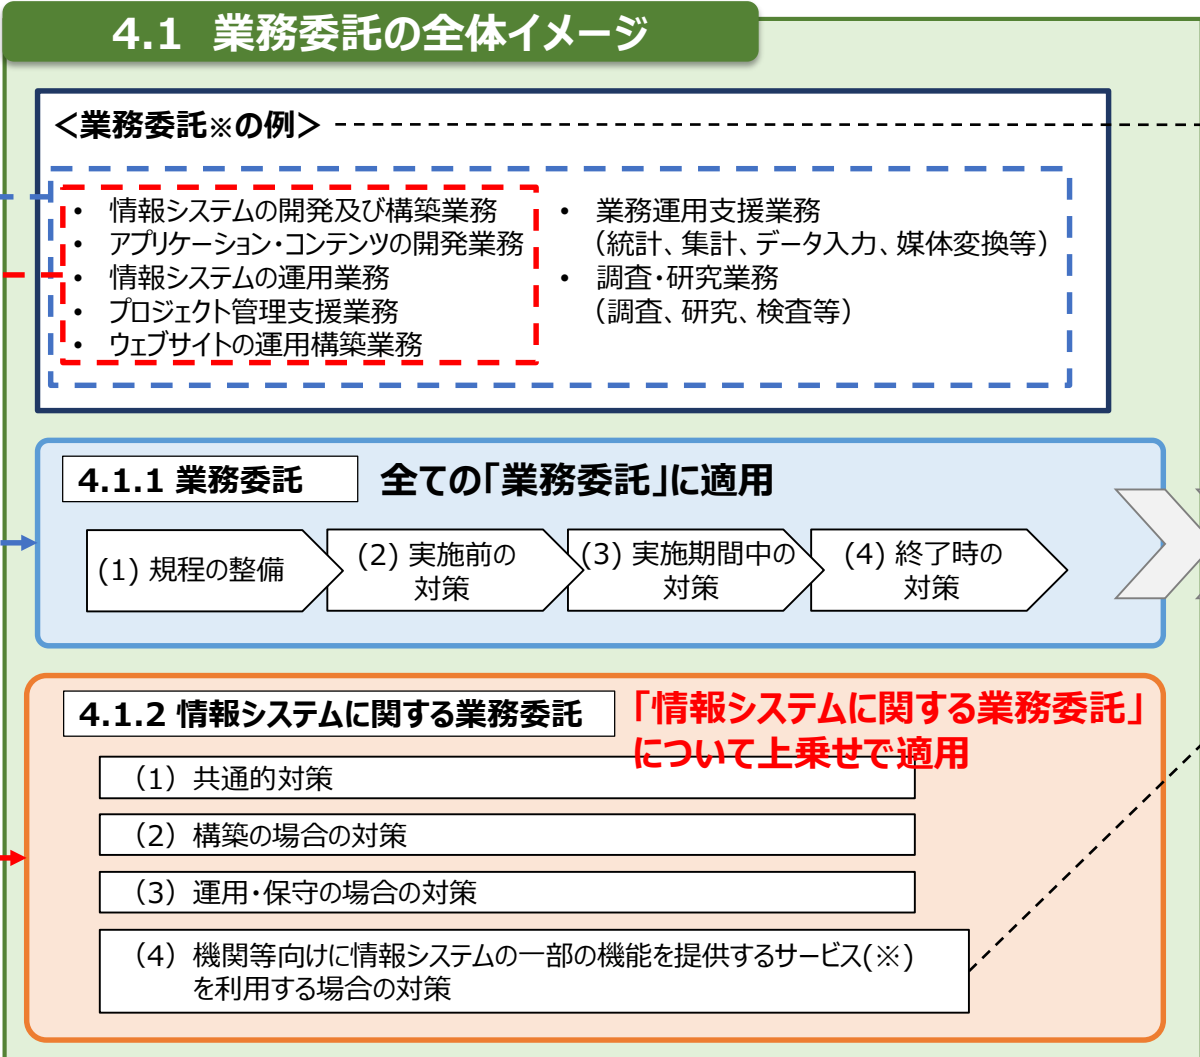 4.1 業務委託の全体イメージ
＜業務委託※の例＞
• 情報システムの開発及び構築業務
• アプリケーション・コンテンツの開発業務
• 情報システムの運用業務
• プロジェクト管理支援業務
• ウェブサイトの運用構築業務
• 業務運用支援業務
（統計、集計、データ入力、媒体変換等）
• 調査・研究業務
（調査、研究、検査等）
4.1.1 業務委託
全ての「業務委託」に適用
(1) 規程の整備
(2) 実施前の
対策
(3) 実施期間中の
対策
(4) 終了時の
対策
4.1.2 情報システムに関する業務委託
「情報システムに関する業務委託」
について上乗せで適用
（1）共通的対策
（2）構築の場合の対策
（3）運用・保守の場合の対策
（4）機関等向けに情報システムの一部の機能を提供するサービス(※)
を利用する場合の対策